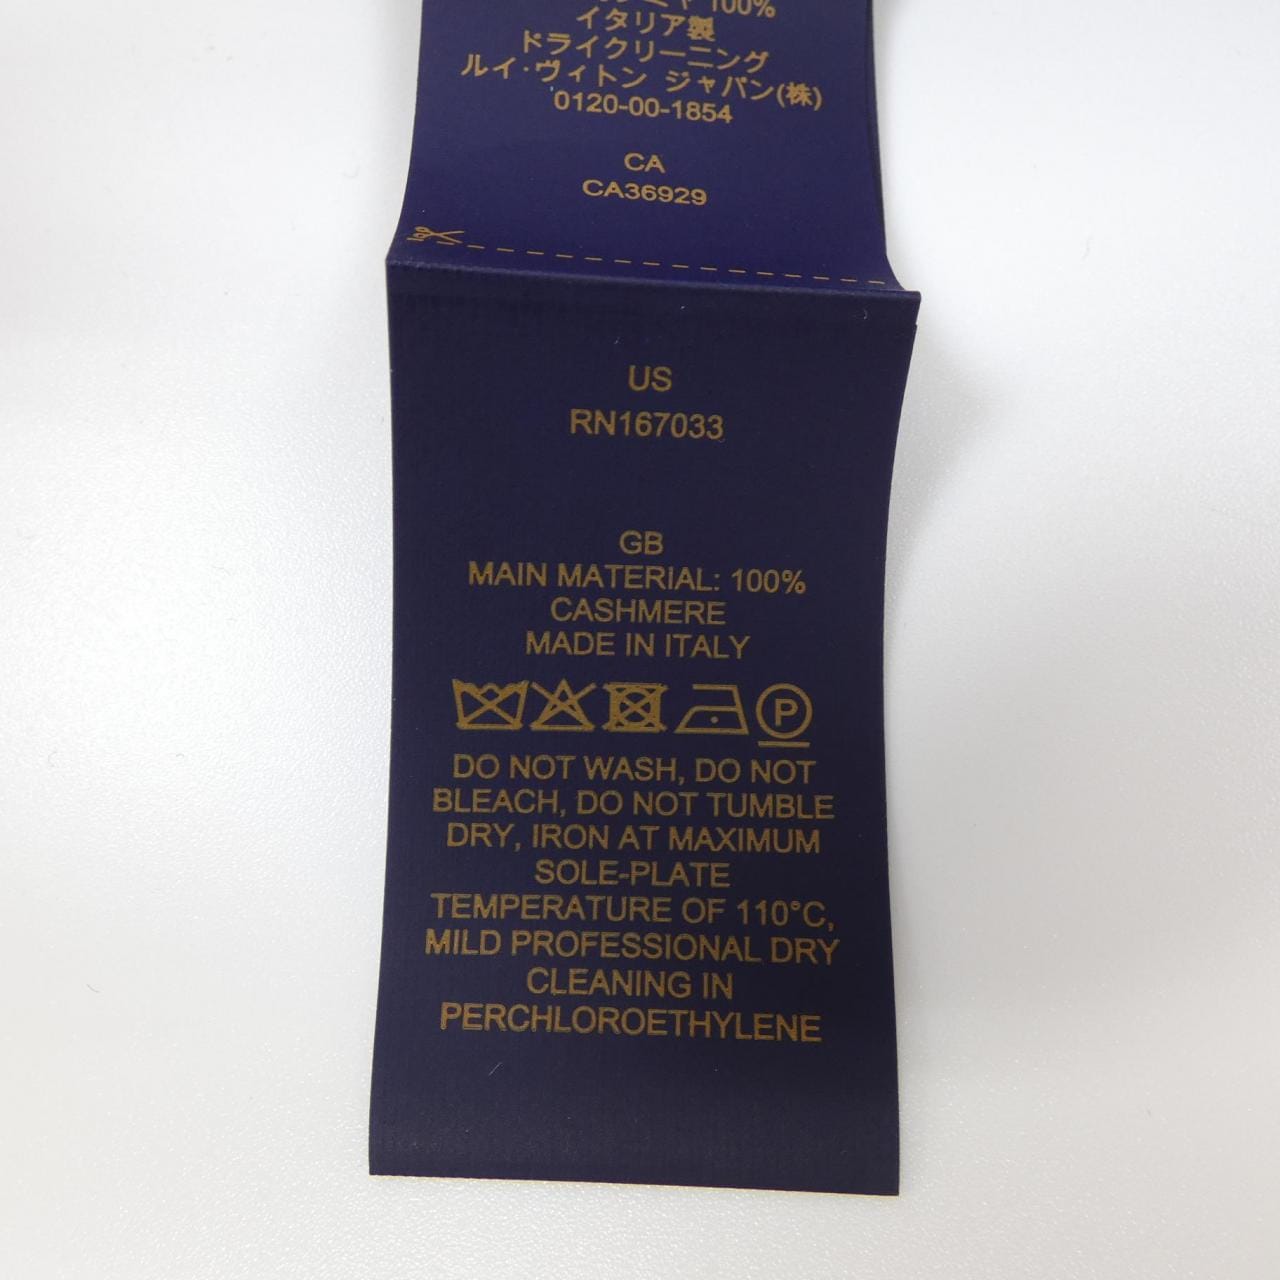 100%
イタリア製
ドライクリーニング
ルイ·ヴィトン ジャパン(株)
0120-00-1854
CA
CA36929
US
RN167033
GB
MAIN MATERIAL: 100%
CASHMERE
MADE IN ITALY
P
DO NOT WASH, DO NOT
BLEACH, DO NOT TUMBLE
DRY, IRON AT MAXIMUM
SOLE-PLATE
TEMPERATURE OF 110°C,
MILD PROFESSIONAL DRY
CLEANING IN
PERCHLOROETHYLENE